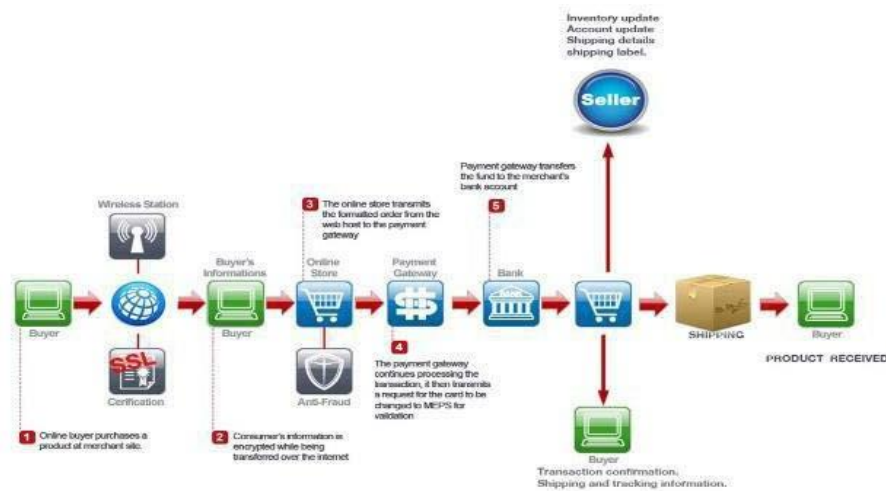 Inventory update
Account update
Shipping details
shipping label.
Seller
Payment gateway transfers
the fund to the merchant's
bank account
5
Wireless Station
3
The online store transmits
the formatted order from the
web host to the payment
gateway
Buyer's
Informations
Online
Store
Payment
Gateway
Bank
Buyer
Buyer
SHIPPING
Buyer
PRODUCT RECEIVED
SSL
Cerification
Anti-Fraud
4
The payment gateway
continues processing the
transaction, it then transmits
a request for the card to be
changed to MEPS for
validation
1
Online buyer purchases a
product at merchant site.
2
Consumer's information is
encrypted while being
transferred over the internet
Buyer
Transaction confirmation.
Shipping and tracking information.